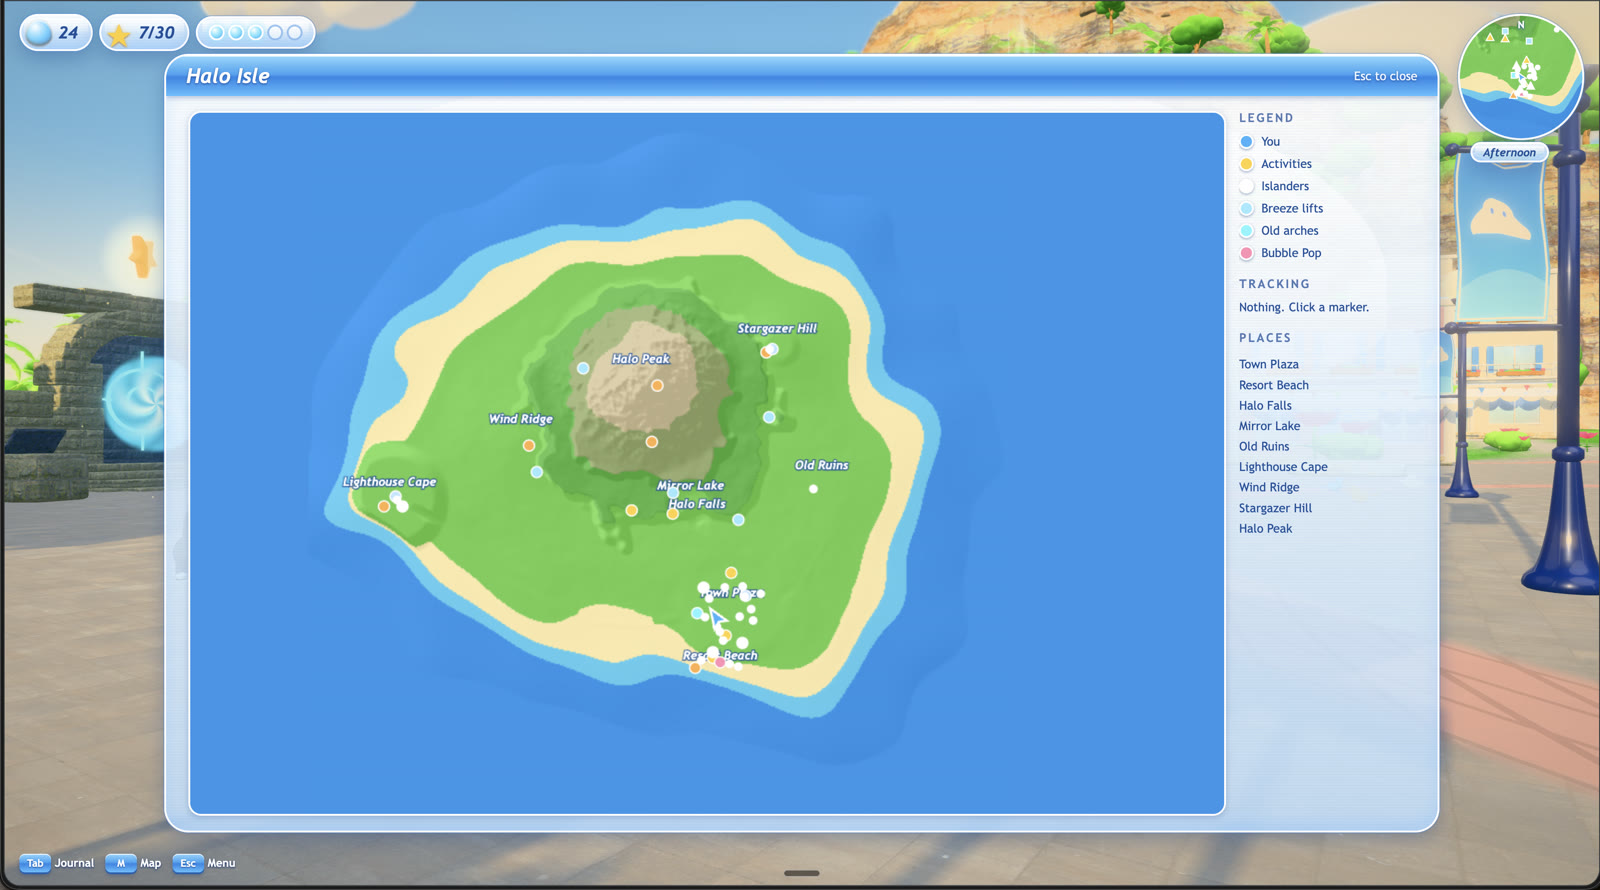 24
7/30
Halo Isle
Esc to close
N
Afternoon
LEGEND
You
Activities
Islanders
Breeze lifts
Old arches
Bubble Pop
TRACKING
Nothing. Click a marker.
PLACES
Town Plaza
Resort Beach
Halo Falls
Mirror Lake
Old Ruins
Lighthouse Cape
Wind Ridge
Stargazer Hill
Halo Peak
Stargazer Hill
Halo Peak
Wind Ridge
Old Ruins
Lighthouse Cape
Mirror Lake
Halo Falls
Town Plaza
Resort Beach
Tab Journal M Map Esc Menu